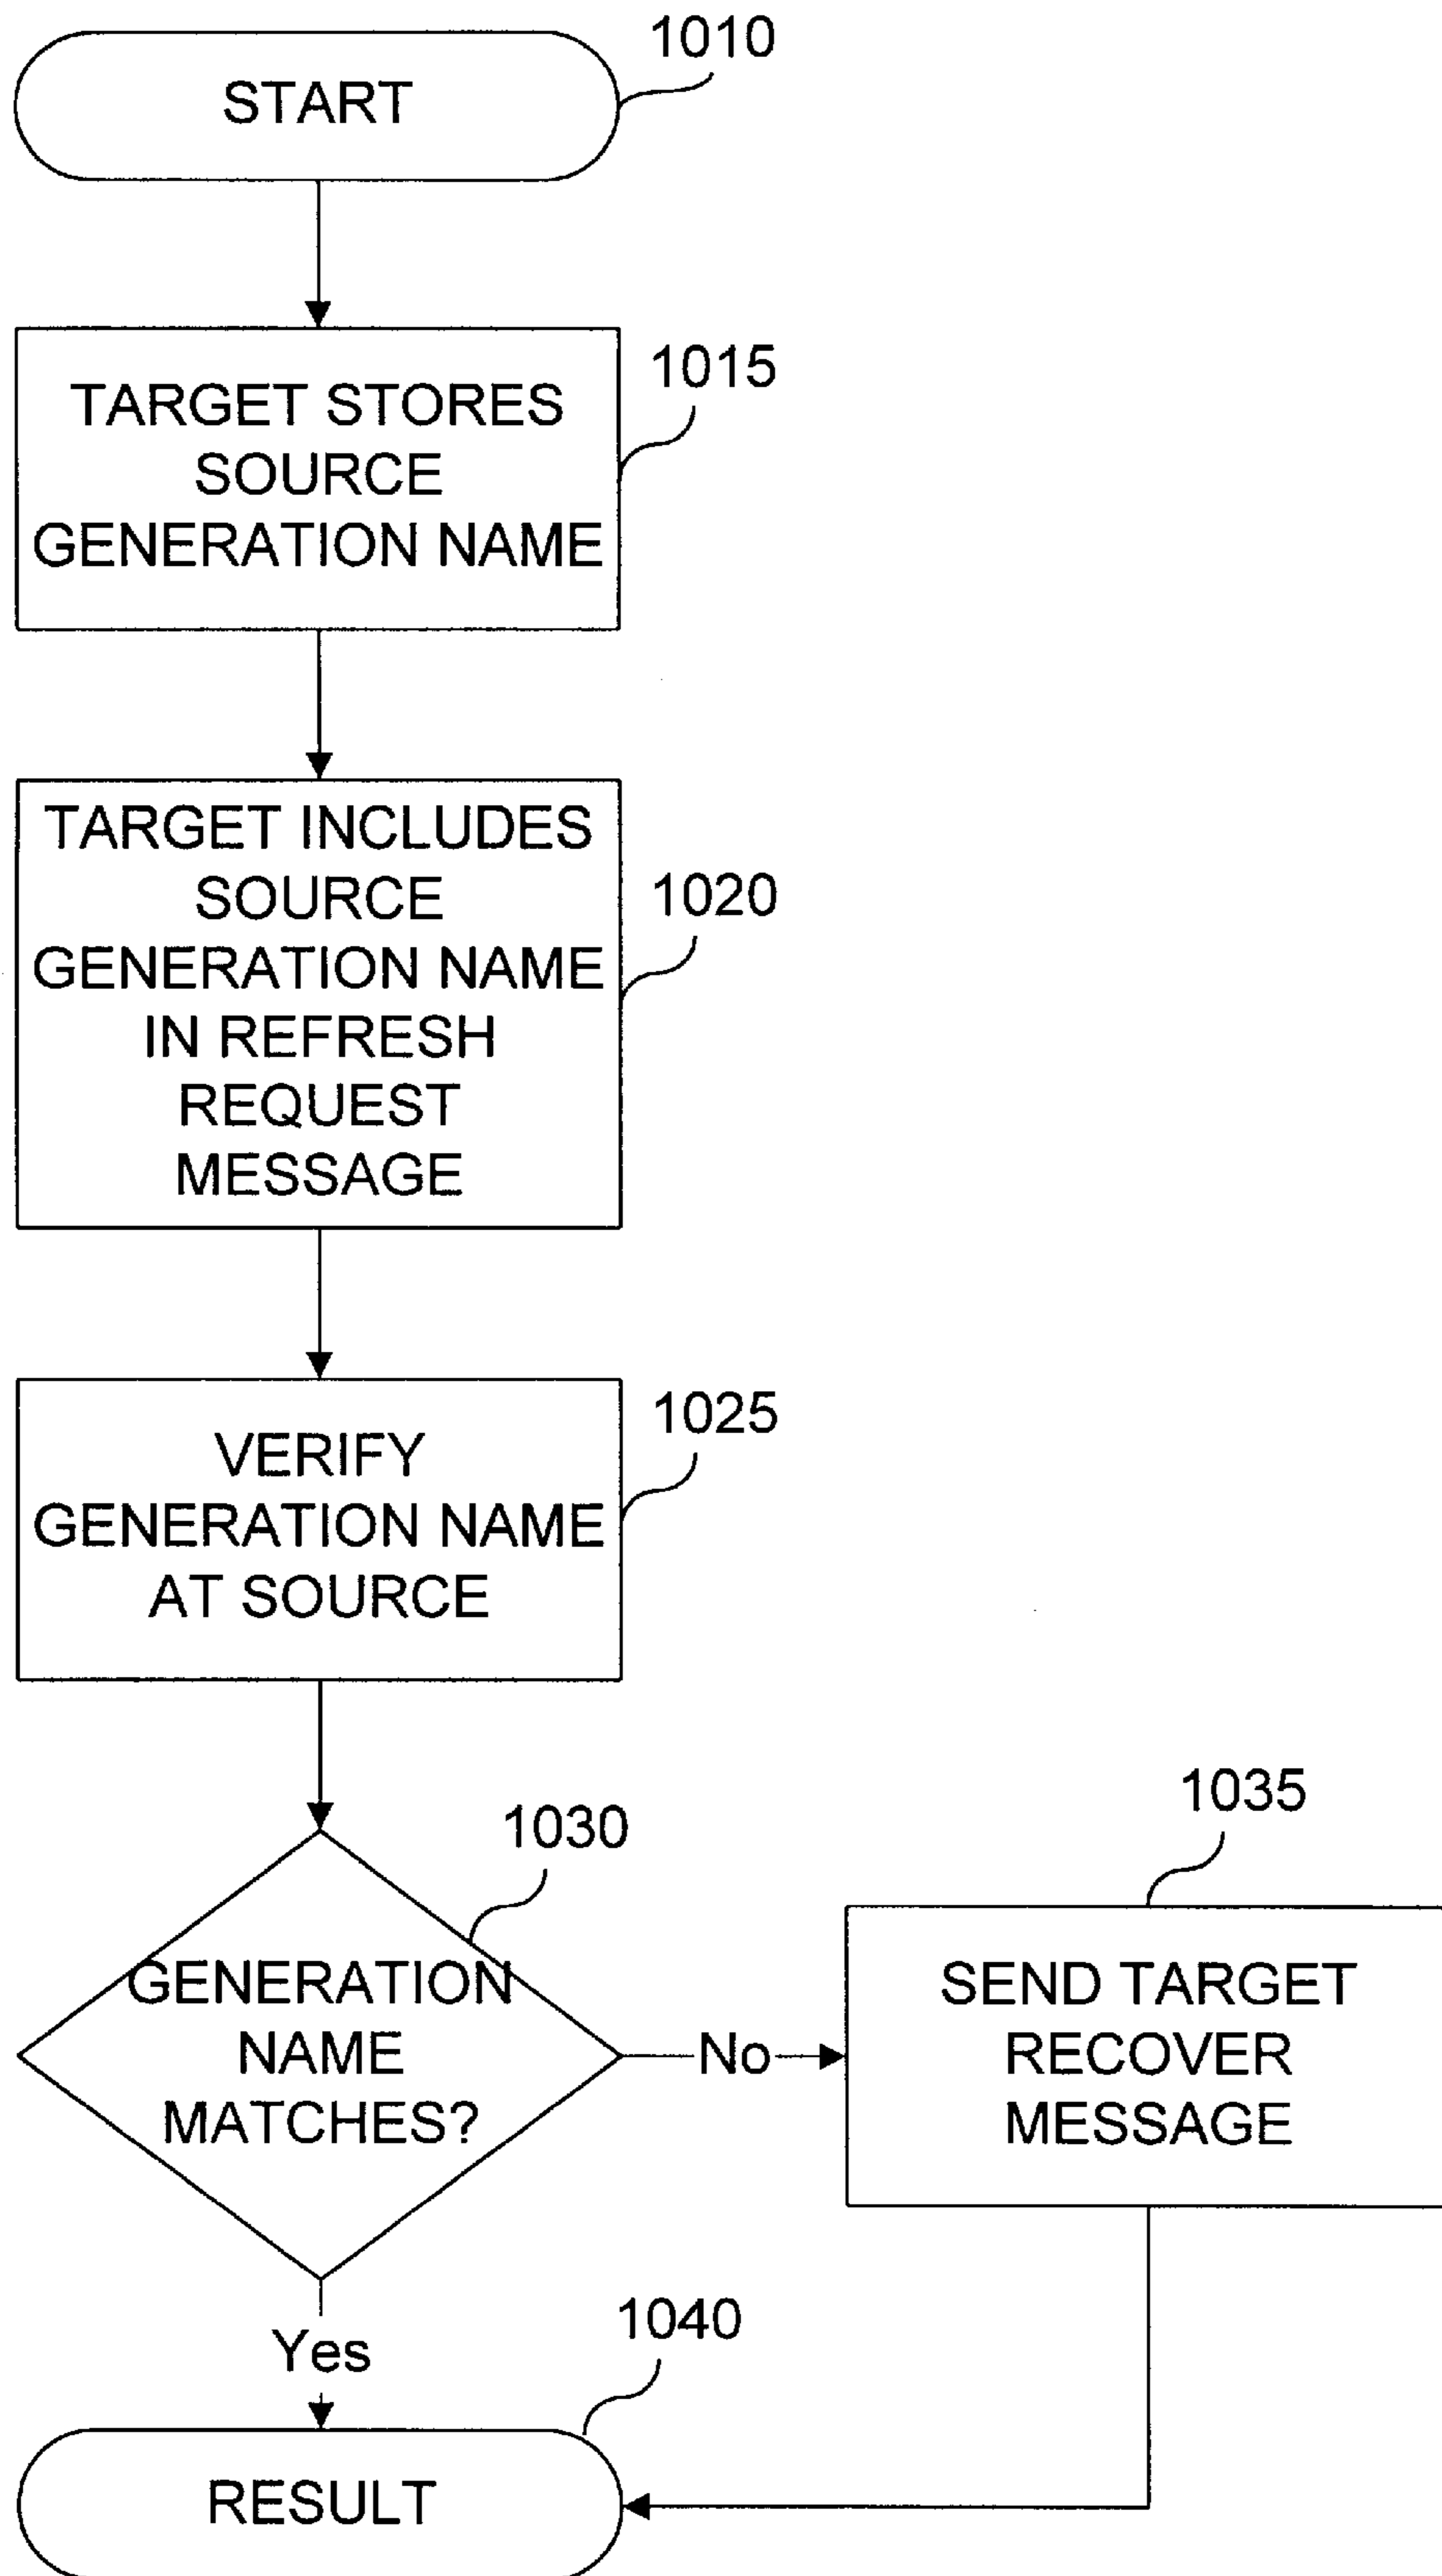 1010
START
1015
TARGET STORES
SOURCE
GENERATION NAME
TARGET INCLUDES
SOURCE
GENERATION NAME
IN REFRESH
REQUEST
MESSAGE
1020
VERIFY
GENERATION NAME
AT SOURCE
1025
1030
GENERATION
NAME
MATCHES?
No
1035
SEND TARGET
RECOVER
MESSAGE
Yes
1040
RESULT